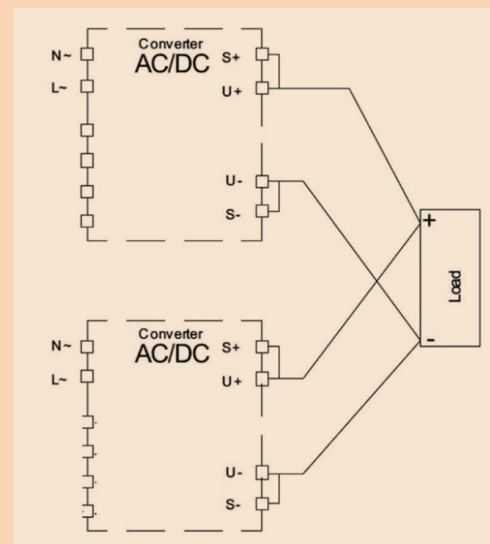 Converter
AC/DC
N~
L~
S+
U+
U-
S-
+
Load
-
Converter
AC/DC
N~
L~
S+
U+
U-
S-